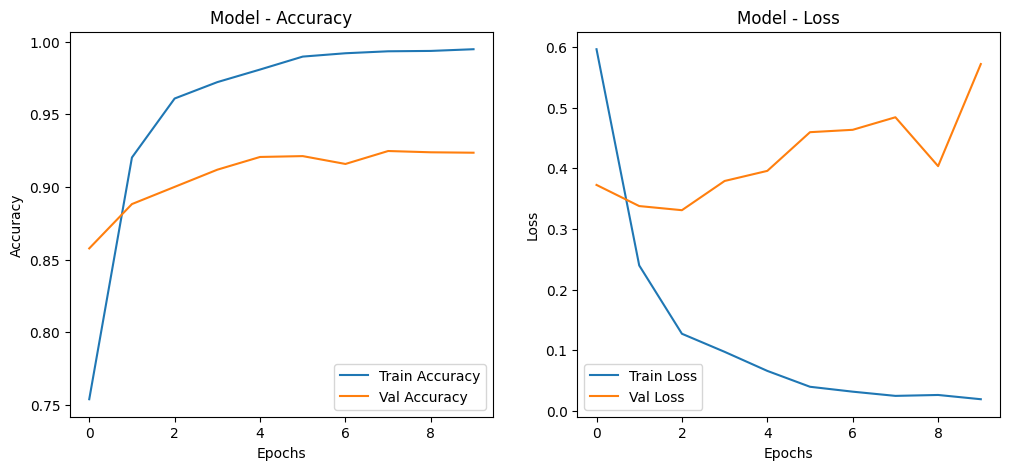 Model - Accuracy
1.00
0.95
0.90
0.85
0.80
0.75
Accuracy
0 2 4 6 8
Epochs
Train Accuracy
Val Accuracy
Model - Loss
0.6
0.5
0.4
0.3
0.2
0.1
0.0
Loss
0 2 4 6 8
Epochs
Train Loss
Val Loss